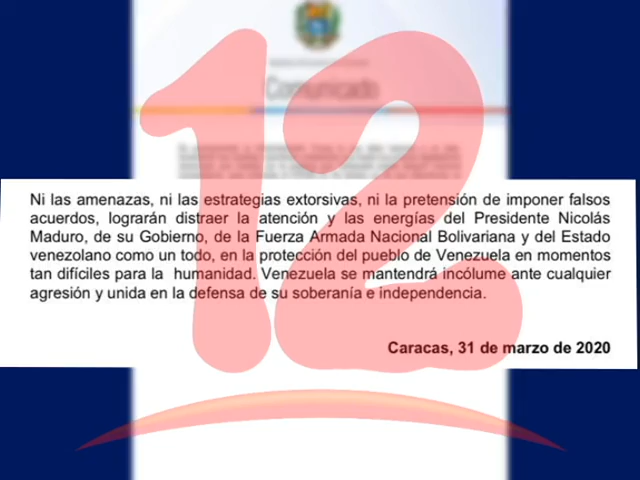 Comunicado
Ni las amenazas, ni las estrategias extorsivas, ni la pretensión de imponer falsos
acuerdos, lograrán distraer la atención y las energías del Presidente Nicolás
Maduro, de su Gobierno, de la Fuerza Armada Nacional Bolivariana y del Estado
venezolano como un todo, en la protección del pueblo de Venezuela en momentos
tan difíciles para la humanidad. Venezuela se mantendrá incólume ante cualquier
agresión y unida en la defensa de su soberanía e independencia.
Caracas, 31 de marzo de 2020
12